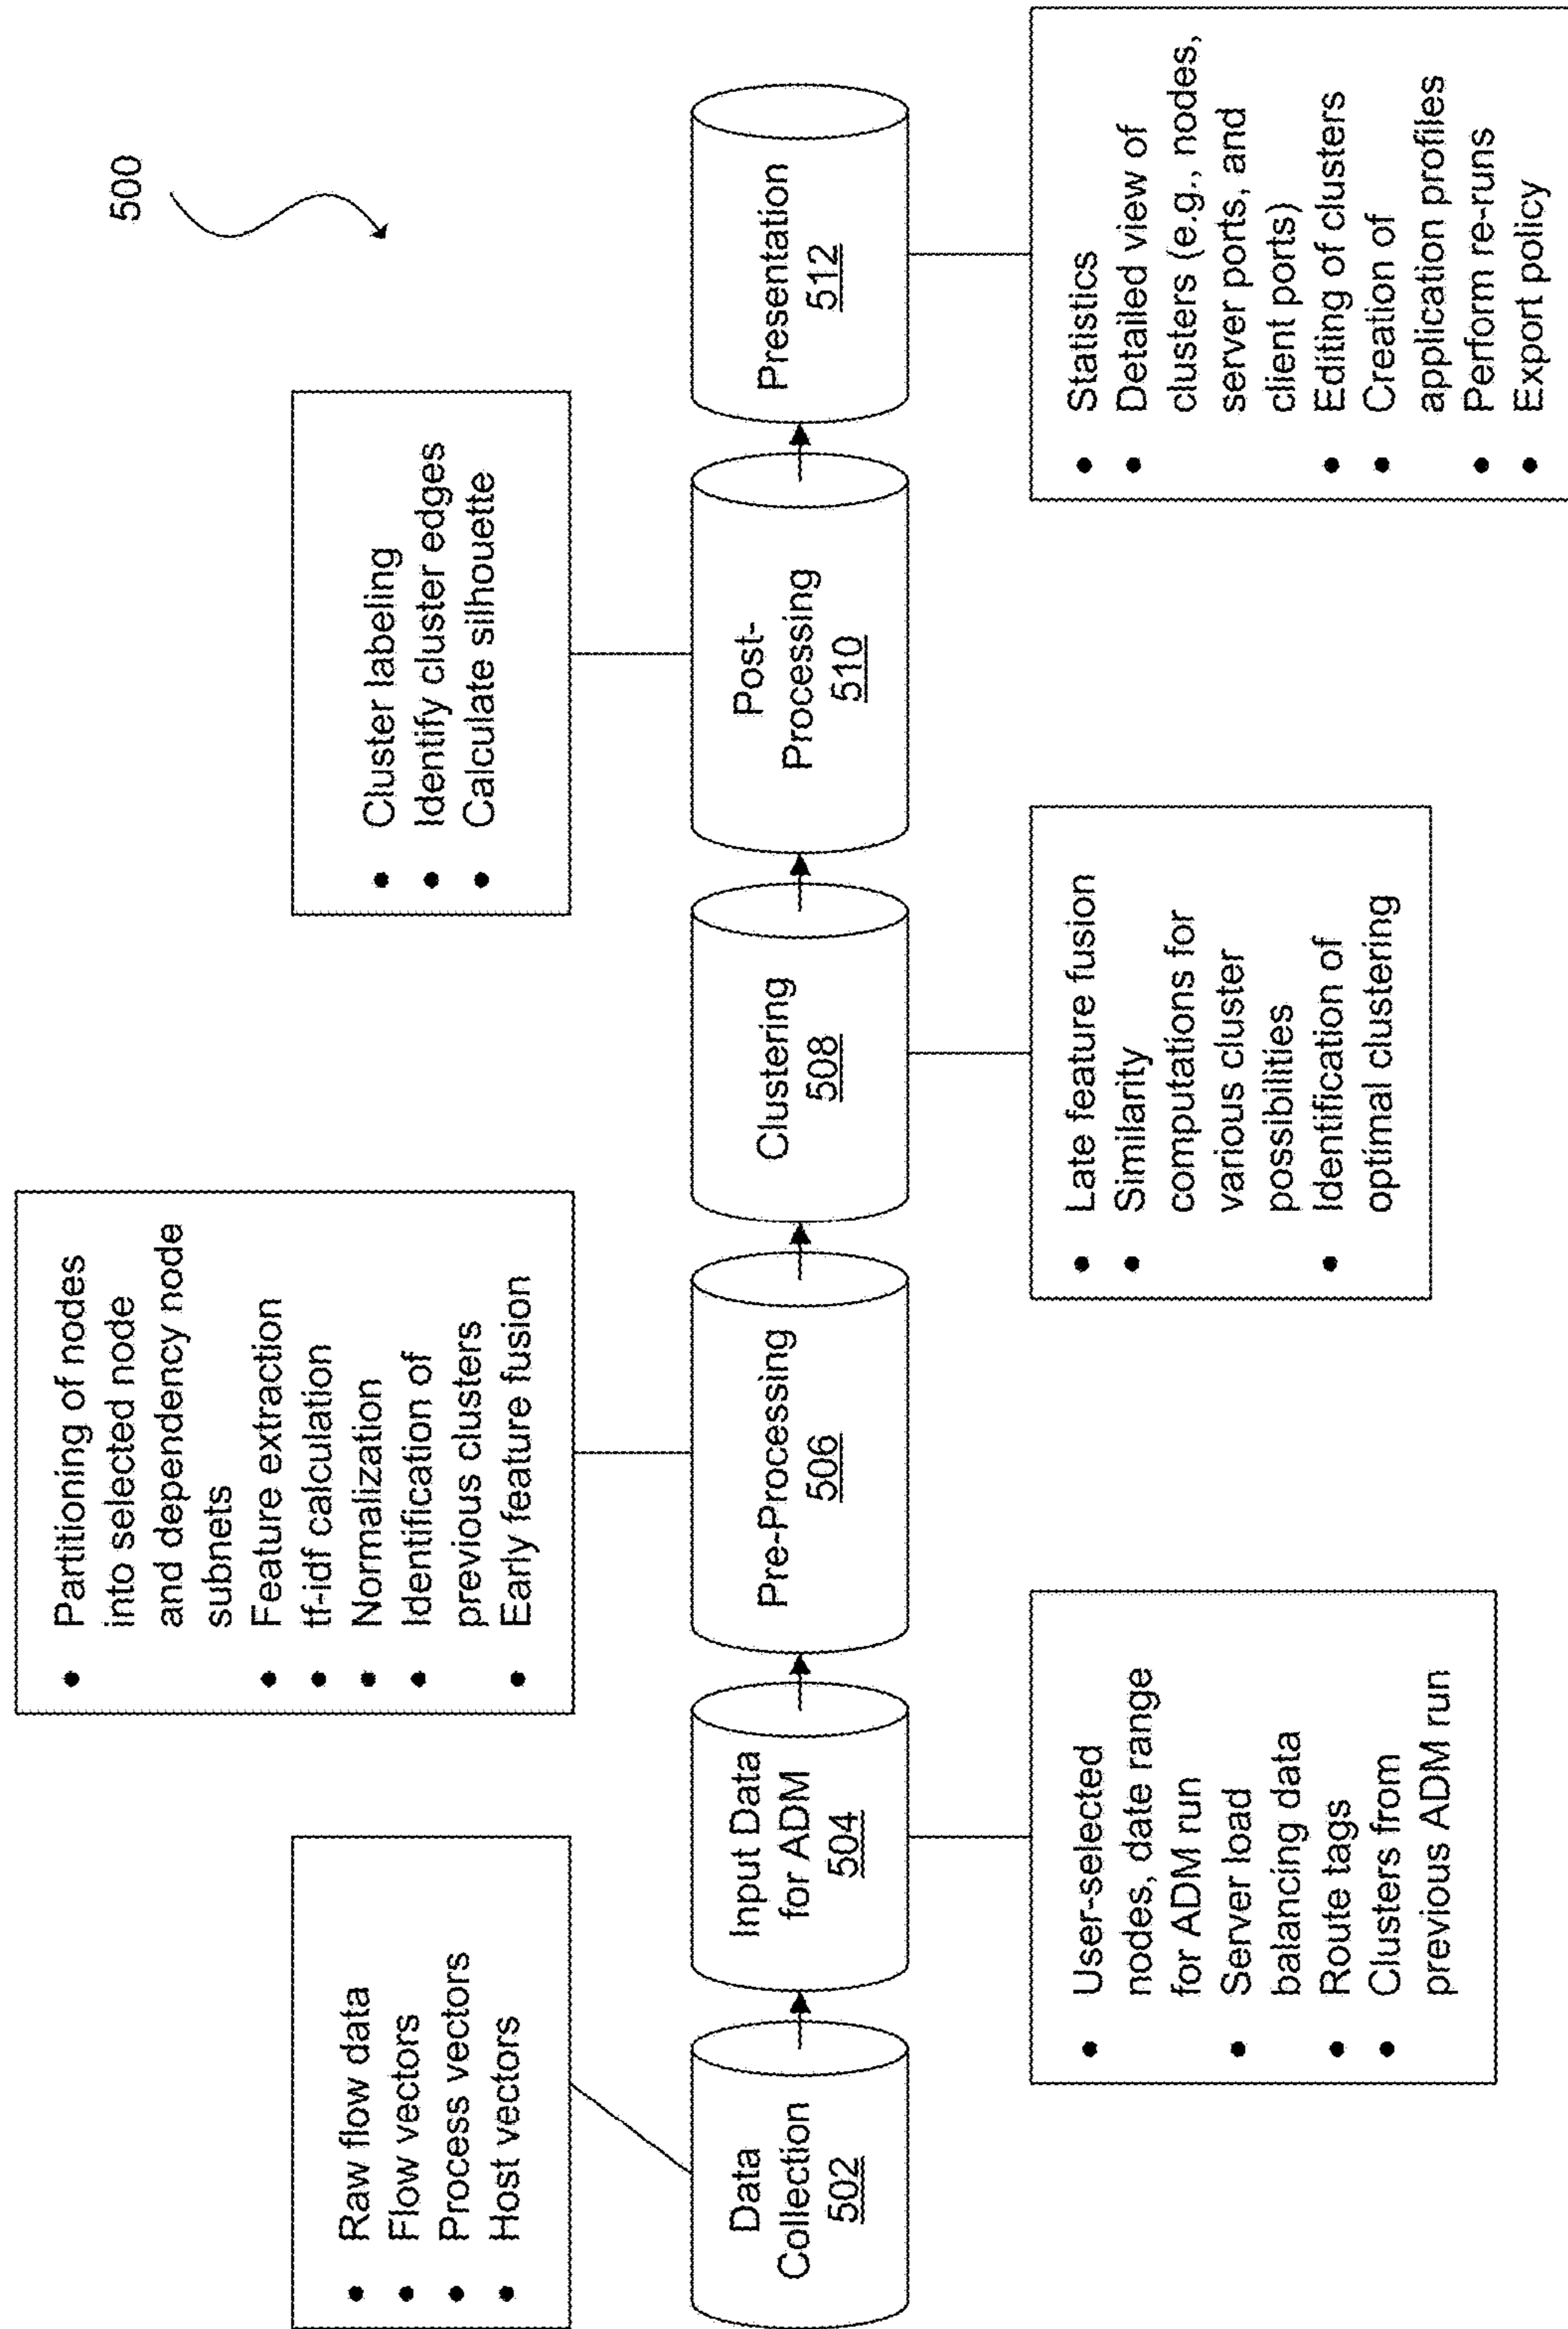 500
• Raw flow data
• Flow vectors
• Process vectors
• Host vectors
• Partitioning of nodes
into selected node
and dependency node
subnets
• Feature extraction
• tf-idf calculation
• Normalization
• Identification of
previous clusters
• Early feature fusion
• Cluster labeling
• Identify cluster edges
• Calculate silhouette
Data
Collection
502
Input Data
for ADM
504
Pre-Processing
506
Clustering
508
Post-
Processing
510
Presentation
512
• User-selected
nodes, date range
for ADM run
• Server load
balancing data
• Route tags
• Clusters from
previous ADM run
• Late feature fusion
• Similarity
computations for
various cluster
possibilities
• Identification of
optimal clustering
• Statistics
• Detailed view of
clusters (e.g., nodes,
server ports, and
client ports)
• Editing of clusters
• Creation of
application profiles
• Perform re-runs
• Export policy